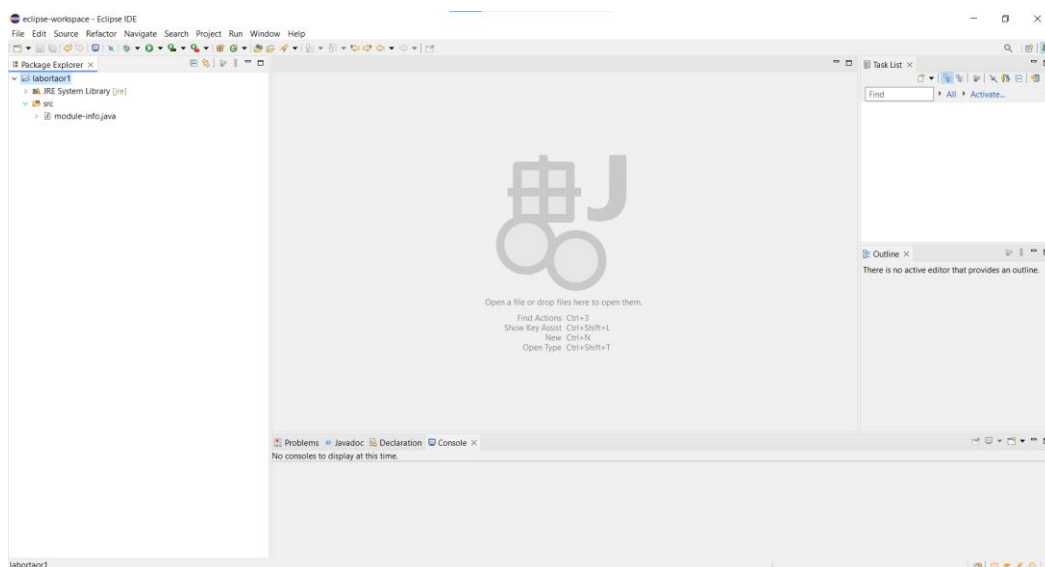 eclipse-workspace - Eclipse IDE
File Edit Source Refactor Navigate Search Project Run Window Help
Package Explorer
labortaor1
JRE System Library [jre]
src
module-info.java
Open a file or drop files here to open them.
Find Actions Ctrl+3
Show Key Assist Ctrl+Shift+L
New Ctrl+N
Open Type Ctrl+Shift+T
Task List
Find All Activate...
Outline
There is no active editor that provides an outline.
Problems Javadoc Declaration Console
No consoles to display at this time.
labortaor1